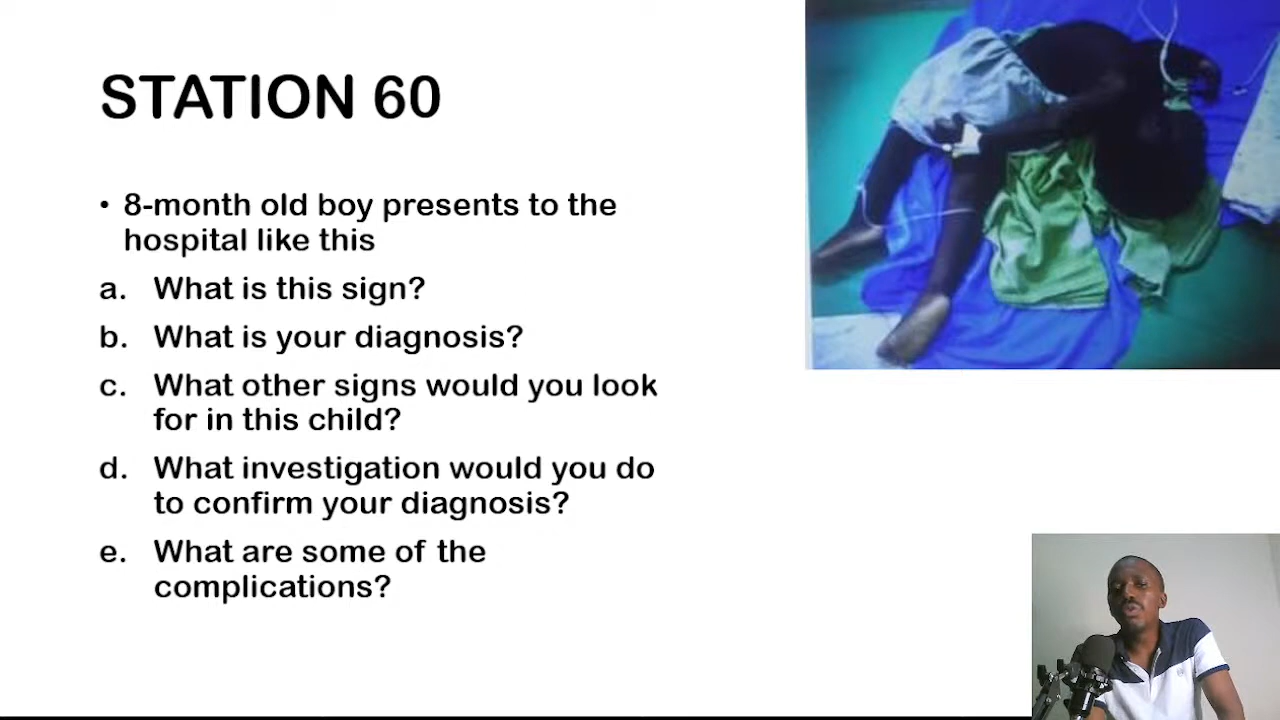 STATION 60
• 8-month old boy presents to the
hospital like this
a. What is this sign?
b. What is your diagnosis?
c. What other signs would you look
for in this child?
d. What investigation would you do
to confirm your diagnosis?
e. What are some of the
complications?